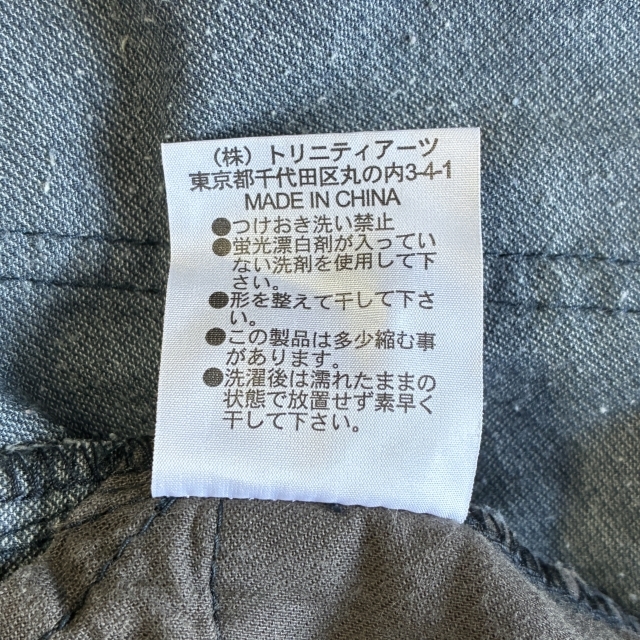 （株）トリニティアーツ
東京都千代田区丸の内3-4-1
MADE IN CHINA
●つけおき洗い禁止
●蛍光漂白剤が入ってい
ない洗剤を使用して下
さい。
●形を整えて干して下さ
い。
●この製品は多少縮む事
があります。
●洗濯後は濡れたままの
状態で放置せず素早く
干して下さい。